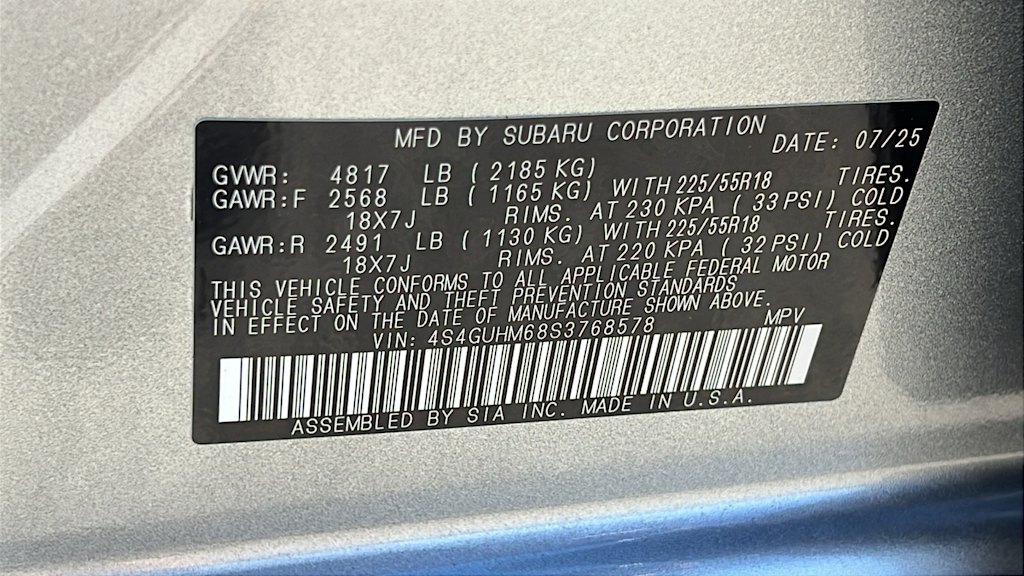 MFD BY SUBARU CORPORATION DATE: 07/25
GVWR: 4817 LB ( 2185 KG)
GAWR:F 2568 LB ( 1165 KG) WITH 225/55R18 TIRES.
18X7J RIMS. AT 230 KPA ( 33 PSI) COLD
GAWR:R 2491 LB ( 1130 KG) WITH 225/55R18 TIRES.
18X7J RIMS. AT 220 KPA ( 32 PSI) COLD
THIS VEHICLE CONFORMS TO ALL APPLICABLE FEDERAL MOTOR
VEHICLE SAFETY AND THEFT PREVENTION STANDARDS
IN EFFECT ON THE DATE OF MANUFACTURE SHOWN ABOVE.
VIN: 4S4GUHM68S3768578 MPV
ASSEMBLED BY SIA INC. MADE IN U.S.A.